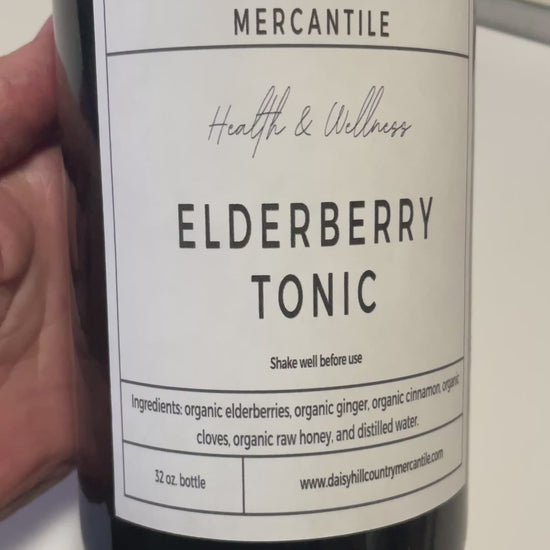 MERCANTILE
Health & Wellness
ELDERBERRY
TONIC
Shake well before use
Ingredients: organic elderberries, organic ginger, organic cinnamon, organic
cloves, organic raw honey, and distilled water.
32 oz. bottle
www.daisyhillcountrymercantile.com